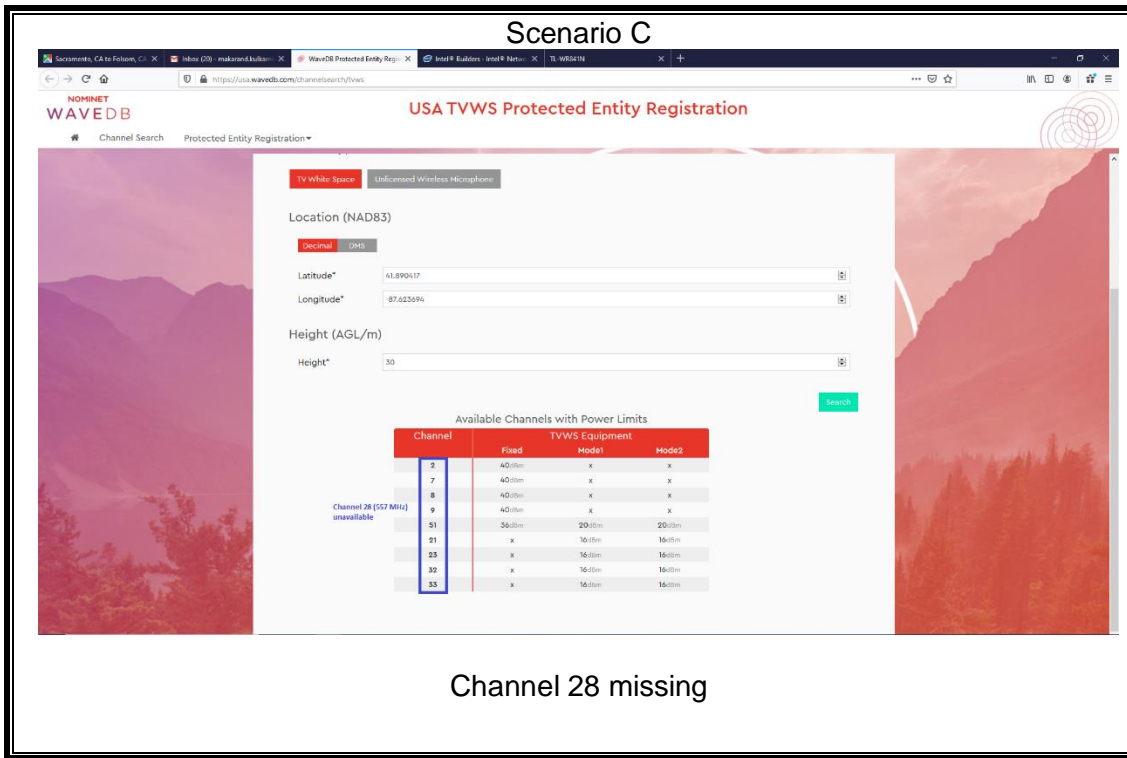 Scenario C
Sacramento, CA to Folsom, CA
Inbox (20) - makarand.kulkarni
WaveDB Protected Entity Regis
Intel® Builders - Intel® Networ
TL-WR841N
https://usa.wavedb.com/channelsearch/tvws
NOMINET
WAVEDB
USA TVWS Protected Entity Registration
Channel Search Protected Entity Registration
TV White Space Unlicensed Wireless Microphone
Location (NAD83)
Decimal DMS
Latitude* 41.890417
Longitude* -87.623694
Height (AGL/m)
Height* 30
Search
Available Channels with Power Limits
Channel TVWS Equipment
Fixed Mode1 Mode2
2 40dBm x x
7 40dBm x x
8 40dBm x x
9 40dBm x x
51 36dBm 20dBm 20dBm
21 x 16dBm 16dBm
23 x 16dBm 16dBm
32 x 16dBm 16dBm
33 x 16dBm 16dBm
Channel 28 (557 MHz)
unavailable
Channel 28 missing